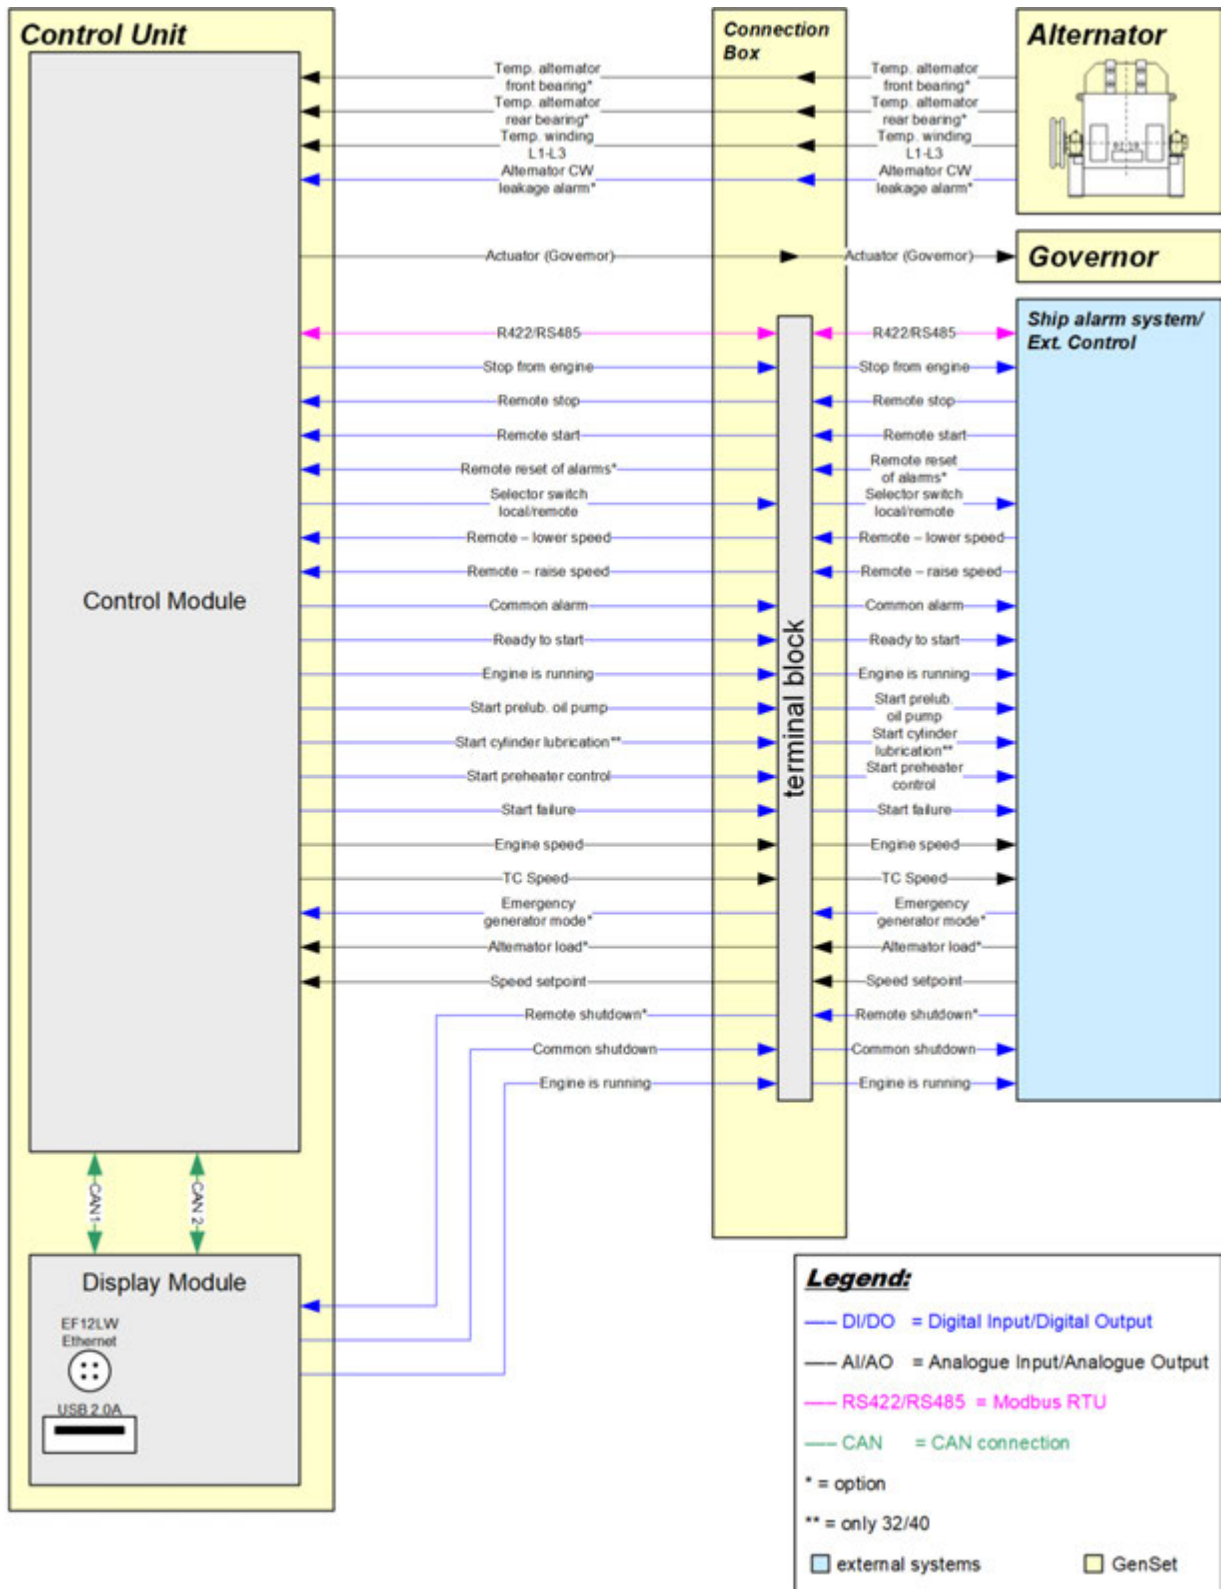 Control Unit
Connection
Box
Alternator
Temp. alternator
front bearing*
Temp. alternator
front bearing*
Temp. alternator
rear bearing*
Temp. alternator
rear bearing*
Temp. winding
L1-L3
Temp. winding
L1-L3
Alternator CW
leakage alarm*
Alternator CW
leakage alarm*
Actuator (Governor)
Actuator (Governor)
Governor
Ship alarm system/
Ext. Control
R422/RS485
R422/RS485
Stop from engine
Stop from engine
Remote stop
Remote stop
Remote start
Remote start
Remote reset of alarms*
Remote reset
of alarms*
Selector switch
local/remote
Selector switch
local/remote
Remote – lower speed
Remote – lower speed
Remote – raise speed
Remote – raise speed
Control Module
Common alarm
Common alarm
Ready to start
Ready to start
Engine is running
Engine is running
terminal block
Start prelub. oil pump
Start prelub.
oil pump
Start cylinder lubrication**
Start cylinder
lubrication**
Start preheater control
Start preheater
control
Start failure
Start failure
Engine speed
Engine speed
TC Speed
TC Speed
Emergency
generator mode*
Emergency
generator mode*
Alternator load*
Alternator load*
Speed setpoint
Speed setpoint
Remote shutdown*
Remote shutdown*
Common shutdown
Common shutdown
Engine is running
Engine is running
CAN1
CAN 2
Display Module
EF12LW
Ethernet
USB 2.0A
Legend:
DI/DO = Digital Input/Digital Output
AI/AO = Analogue Input/Analogue Output
RS422/RS485 = Modbus RTU
CAN = CAN connection
* = option
** = only 32/40
external systems
GenSet